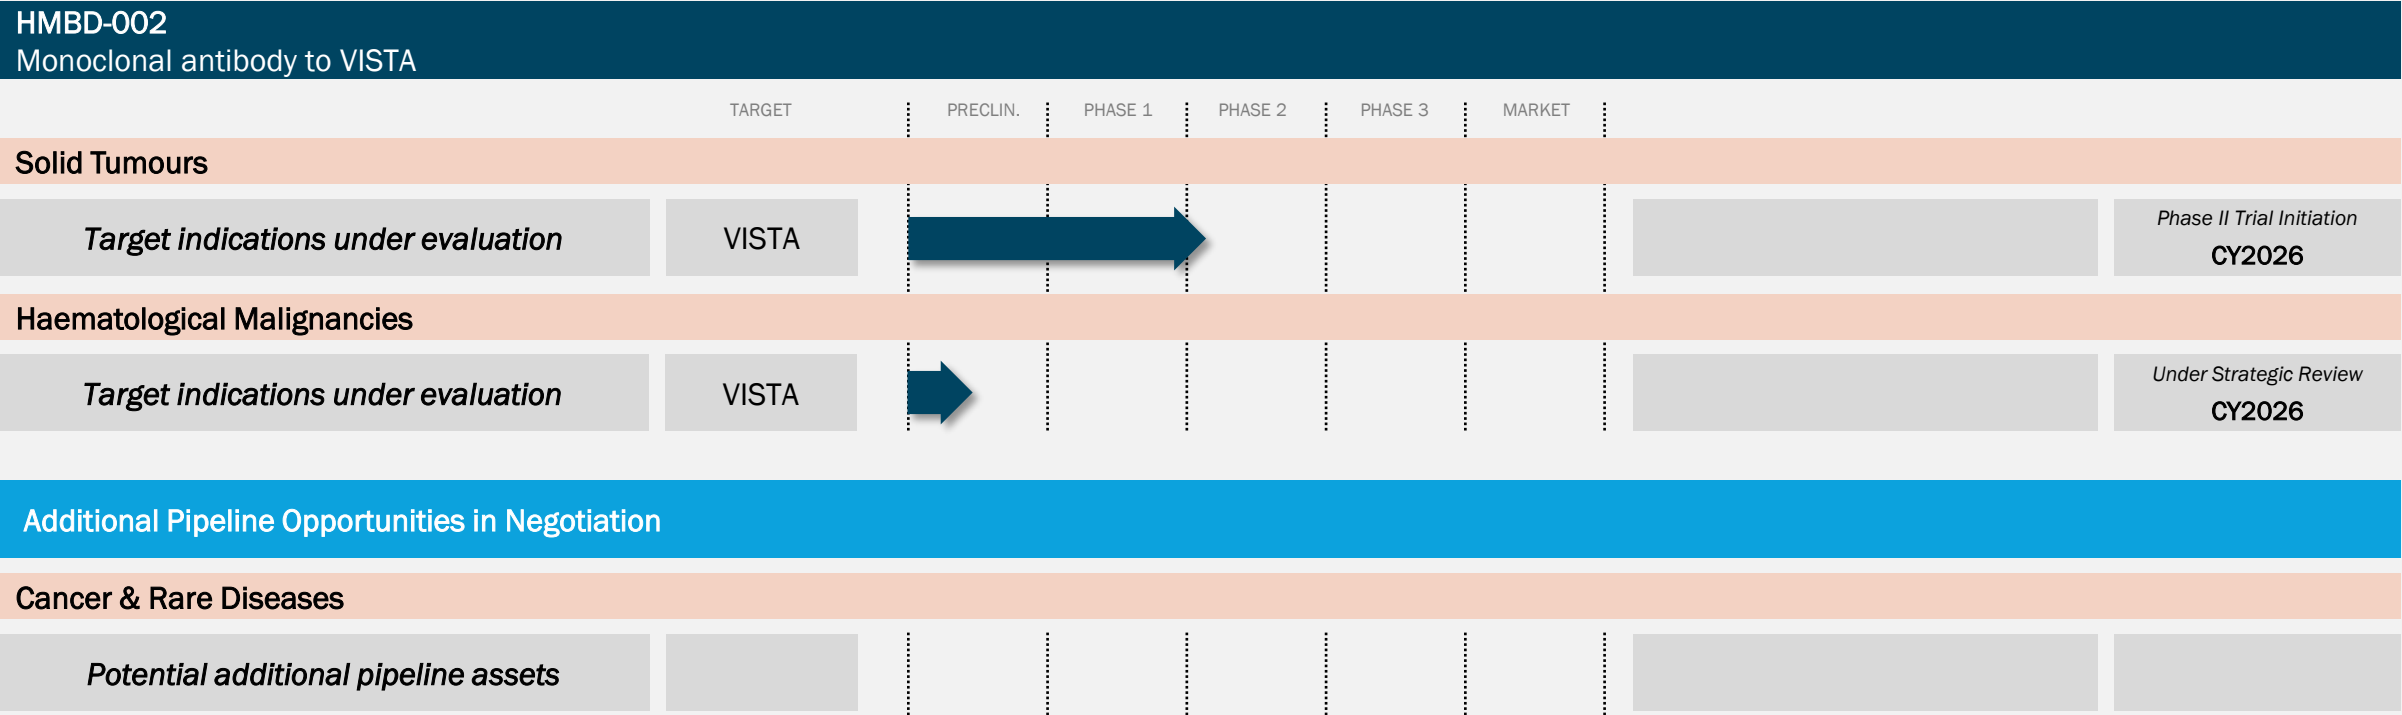 HMBD-002
Monoclonal antibody to VISTA
TARGET PRECLIN. PHASE 1 PHASE 2 PHASE 3 MARKET
Solid Tumours
Target indications under evaluation VISTA Phase II Trial Initiation
CY2026
Haematological Malignancies
Target indications under evaluation VISTA Under Strategic Review
CY2026
Additional Pipeline Opportunities in Negotiation
Cancer & Rare Diseases
Potential additional pipeline assets